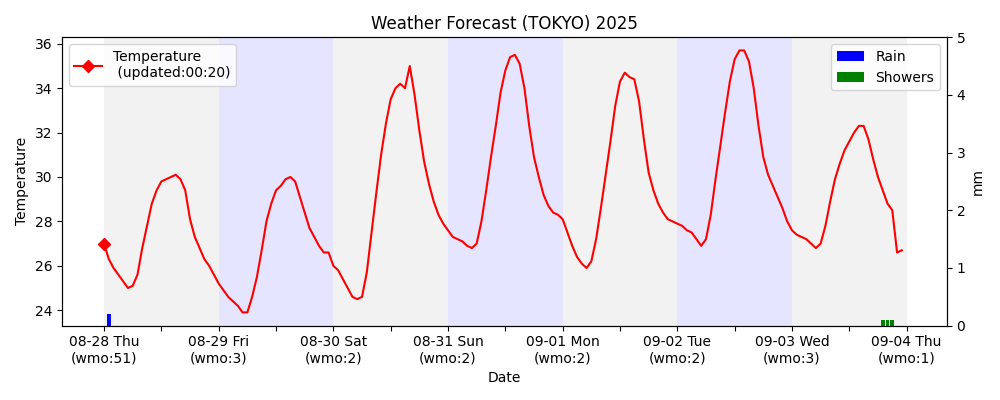 Weather Forecast (TOKYO) 2025
Temperature
(updated:00:20)
Rain
Showers
36
34
32
30
28
26
24
Temperature
5
4
3
2
1
0
mm
08-28 Thu
(wmo:51)
08-29 Fri
(wmo:3)
08-30 Sat
(wmo:2)
08-31 Sun
(wmo:2)
09-01 Mon
(wmo:2)
09-02 Tue
(wmo:2)
09-03 Wed
(wmo:3)
09-04 Thu
(wmo:1)
Date